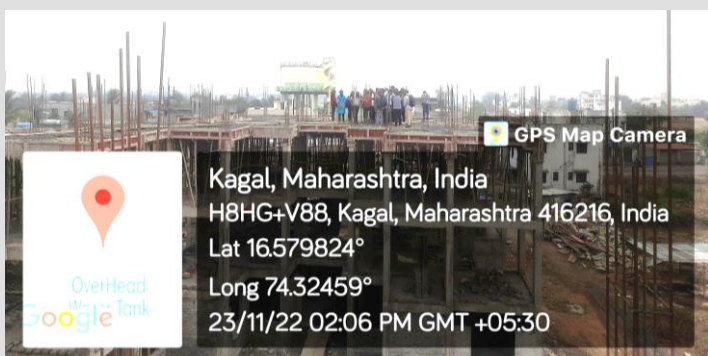 GPS Map Camera
Kagal, Maharashtra, India
H8HG+V88, Kagal, Maharashtra 416216, India
Lat 16.579824°
Long 74.32459°
23/11/22 02:06 PM GMT +05:30
OverHead
Water Tank
Google